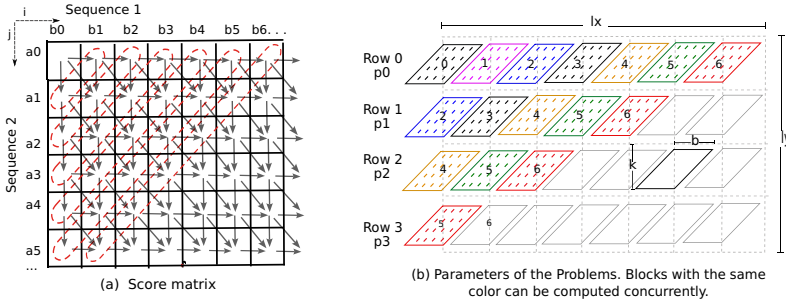 Sequence 1
i
j
b0 b1 b2 b3 b4 b5 b6...
Sequence 2
a0
a1
a2
a3
a4
a5
...
(a) Score matrix
lx
Row 0
p0
0 1 2 3 4 5 6
Row 1
p1
2 3 4 5 6
Row 2
p2
4 5 6
k
b
Row 3
p3
5 6
(b) Parameters of the Problems. Blocks with the same
color can be computed concurrently.